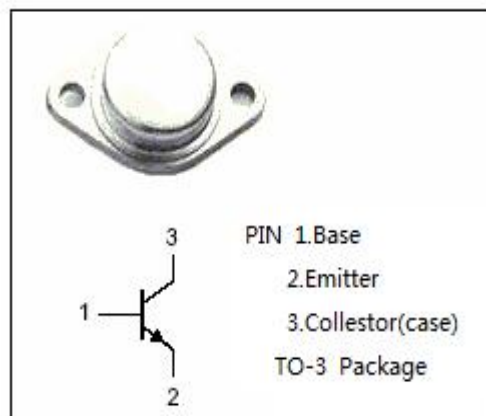 3
PIN 1.Base
2.Emitter
1
3.Collestor(case)
TO-3 Package
2